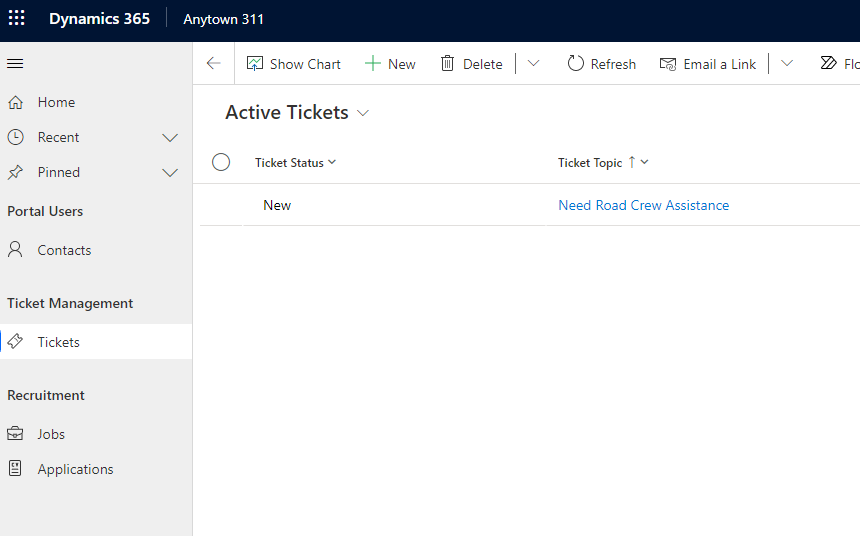 Dynamics 365 Anytown 311
Show Chart New Delete Refresh Email a Link Flo
Home
Recent
Pinned
Portal Users
Contacts
Ticket Management
Tickets
Recruitment
Jobs
Applications
Active Tickets
Ticket Status Ticket Topic
New Need Road Crew Assistance